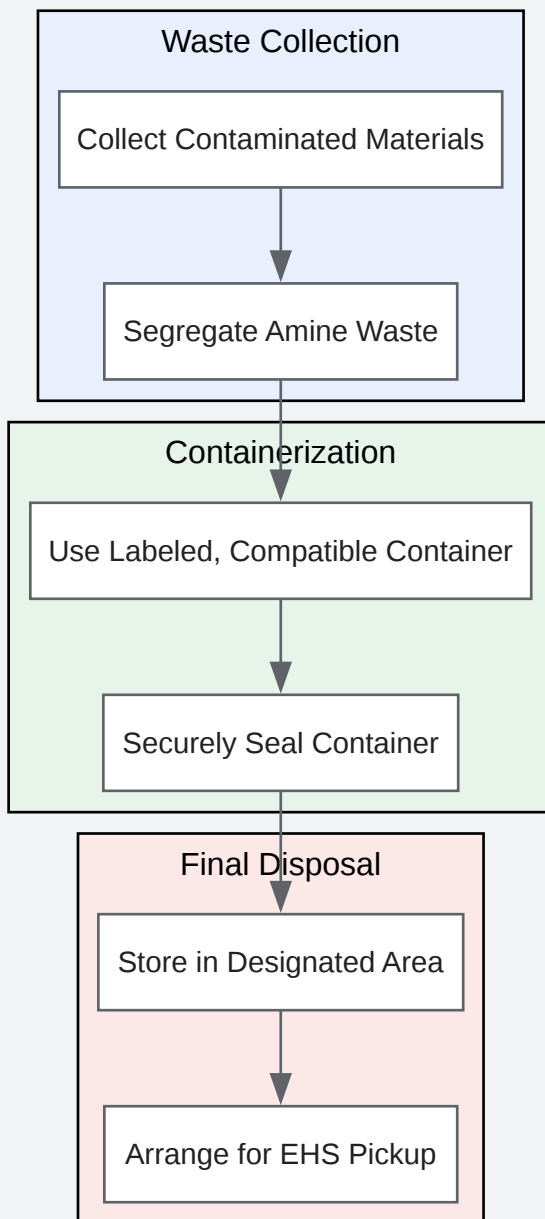 Waste Collection
Collect Contaminated Materials
Segregate Amine Waste
Containerization
Use Labeled, Compatible Container
Securely Seal Container
Final Disposal
Store in Designated Area
Arrange for EHS Pickup